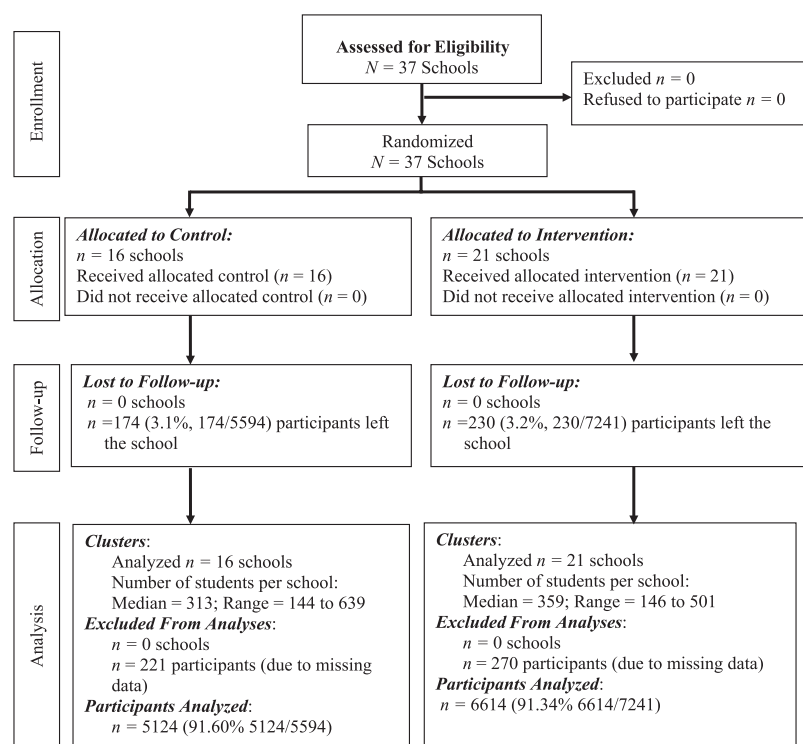 Enrollment
Assessed for Eligibility
N = 37 Schools
Excluded n = 0
Refused to participate n = 0
Randomized
N = 37 Schools
Allocation
Allocated to Control:
n = 16 schools
Received allocated control (n = 16)
Did not receive allocated control (n = 0)
Allocated to Intervention:
n = 21 schools
Received allocated intervention (n = 21)
Did not receive allocated intervention (n = 0)
Follow-up
Lost to Follow-up:
n = 0 schools
n =174 (3.1%, 174/5594) participants left
the school
Lost to Follow-up:
n = 0 schools
n =230 (3.2%, 230/7241) participants left the
school
Analysis
Clusters:
Analyzed n = 16 schools
Number of students per school:
Median = 313; Range = 144 to 639
Excluded From Analyses:
n = 0 schools
n = 221 participants (due to missing
data)
Participants Analyzed:
n = 5124 (91.60% 5124/5594)
Clusters:
Analyzed n = 21 schools
Number of students per school:
Median = 359; Range = 146 to 501
Excluded From Analyses:
n = 0 schools
n = 270 participants (due to missing data)
Participants Analyzed:
n = 6614 (91.34% 6614/7241)